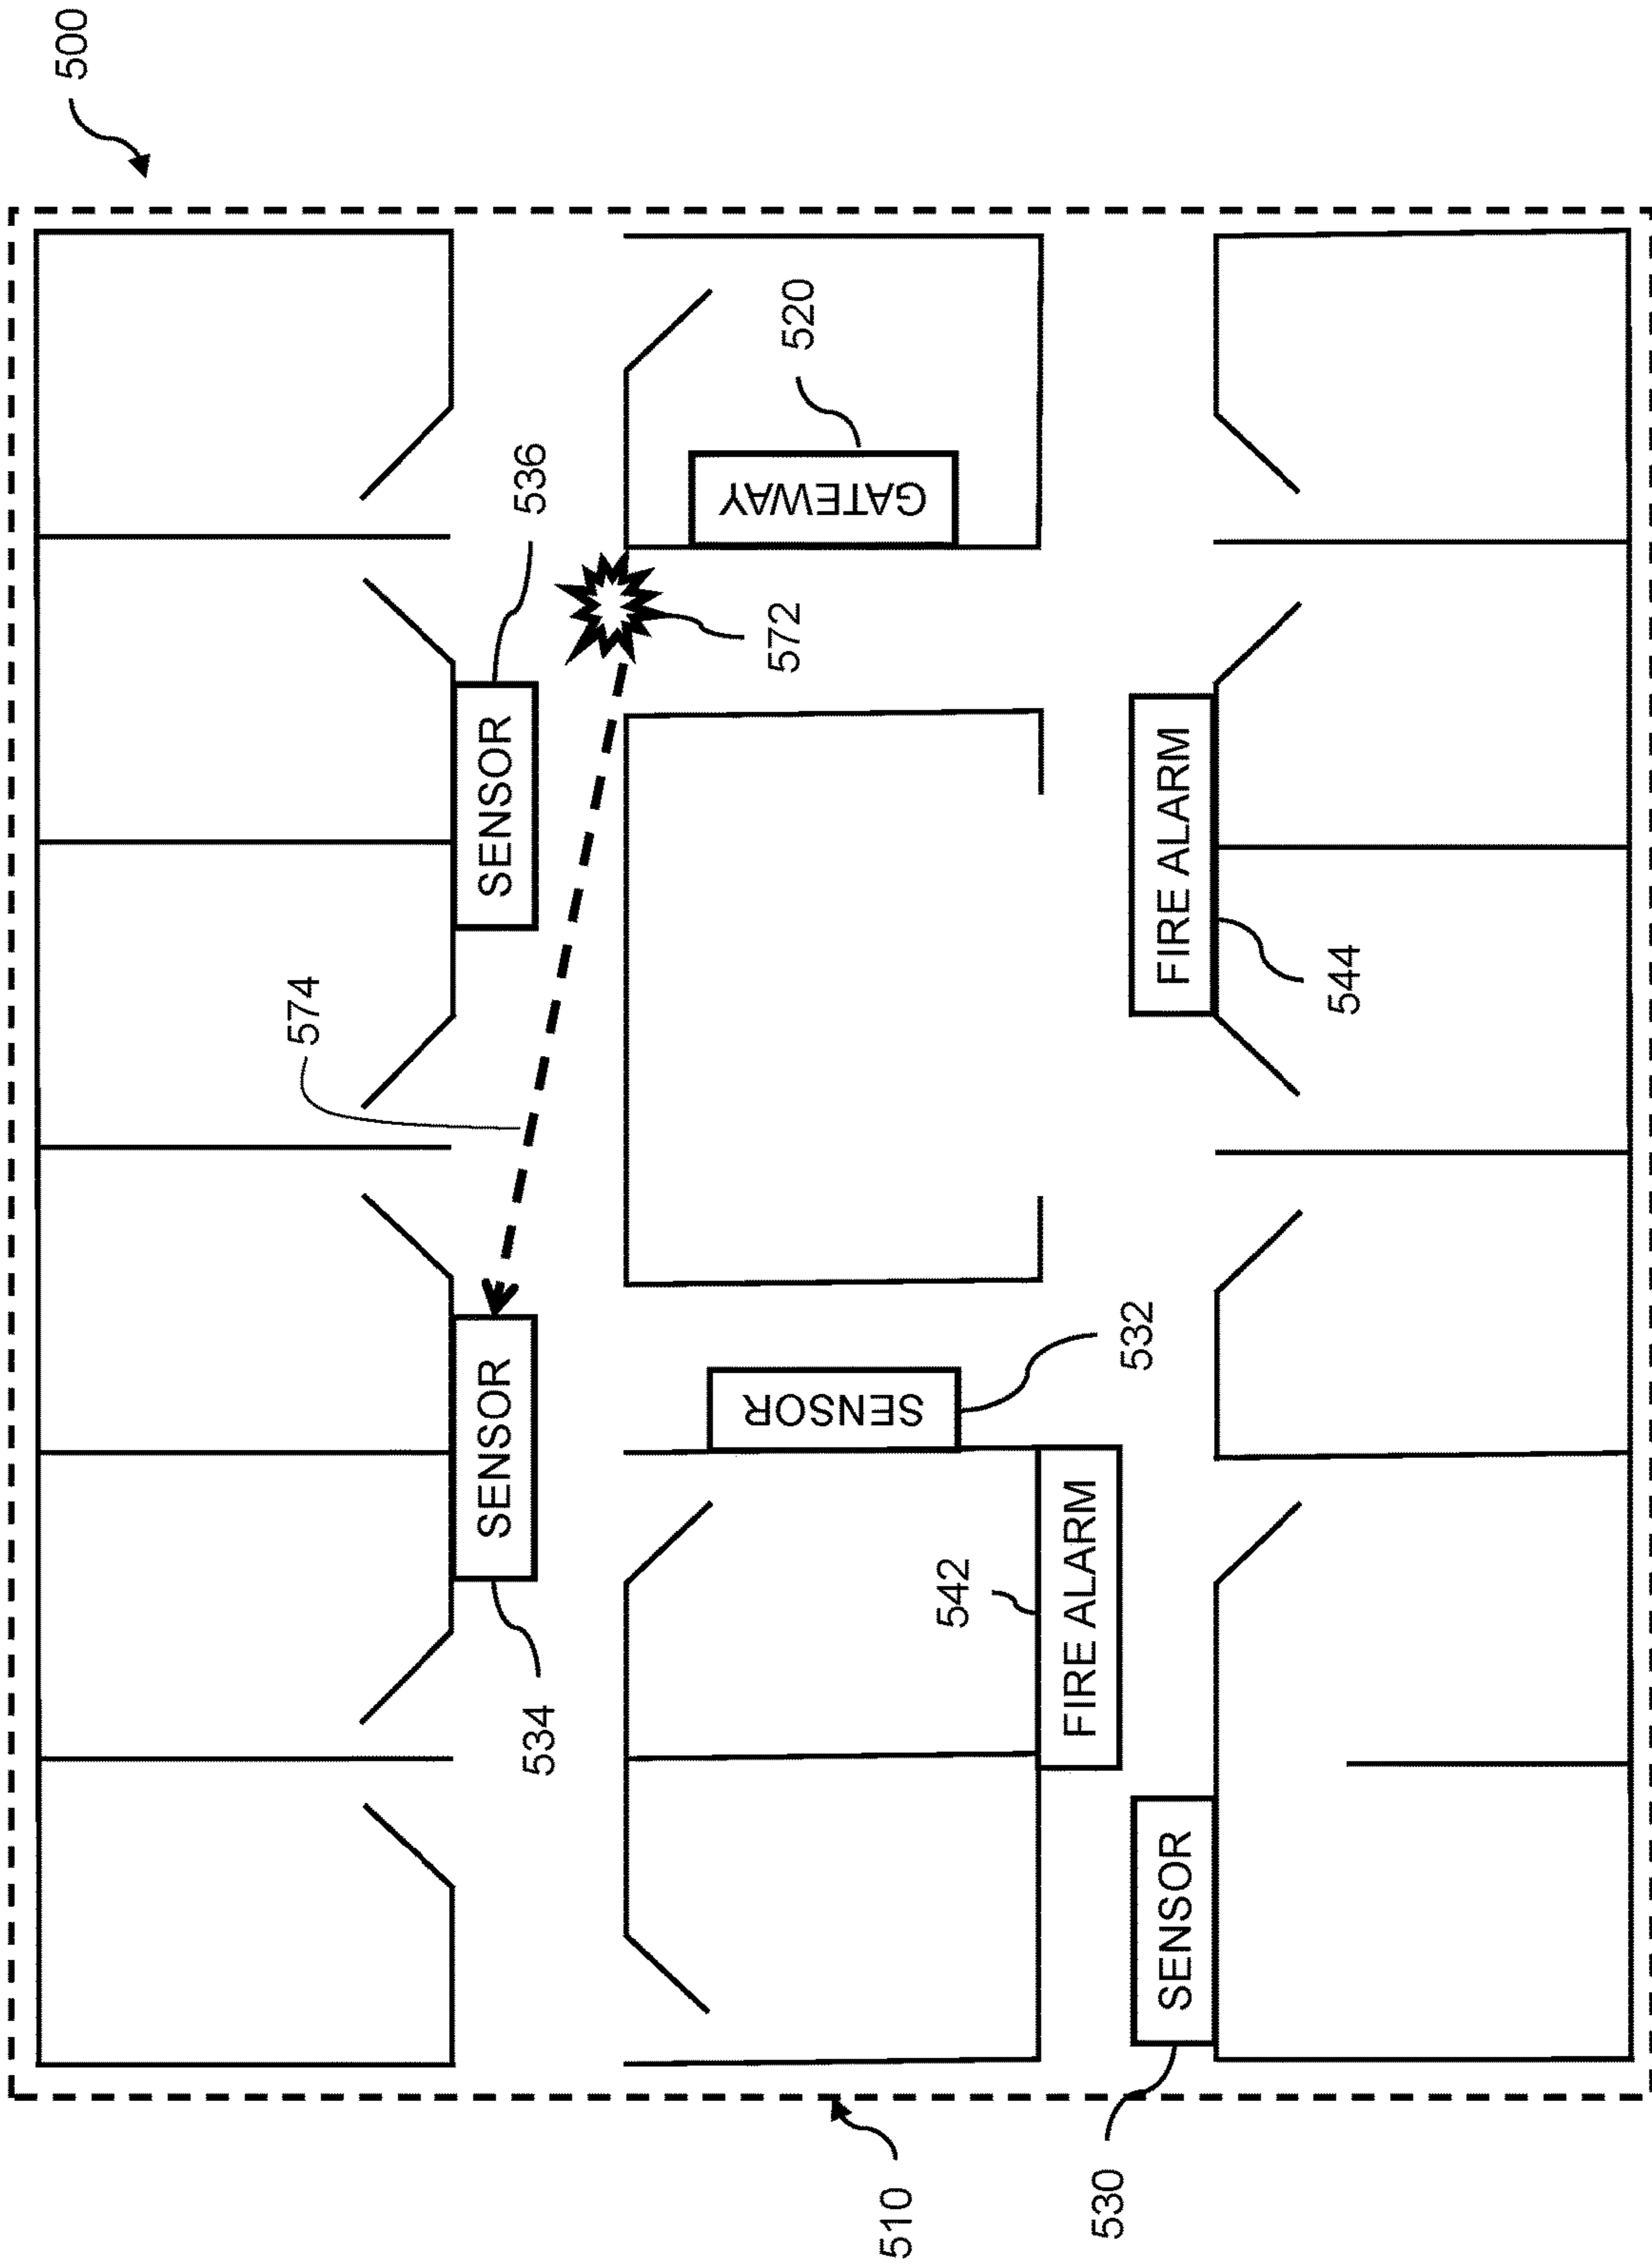 500
574
SENSOR
SENSOR
536
534
572
520
GATEWAY
SENSOR
510
542
FIRE ALARM
530
532
SENSOR
FIRE ALARM
544